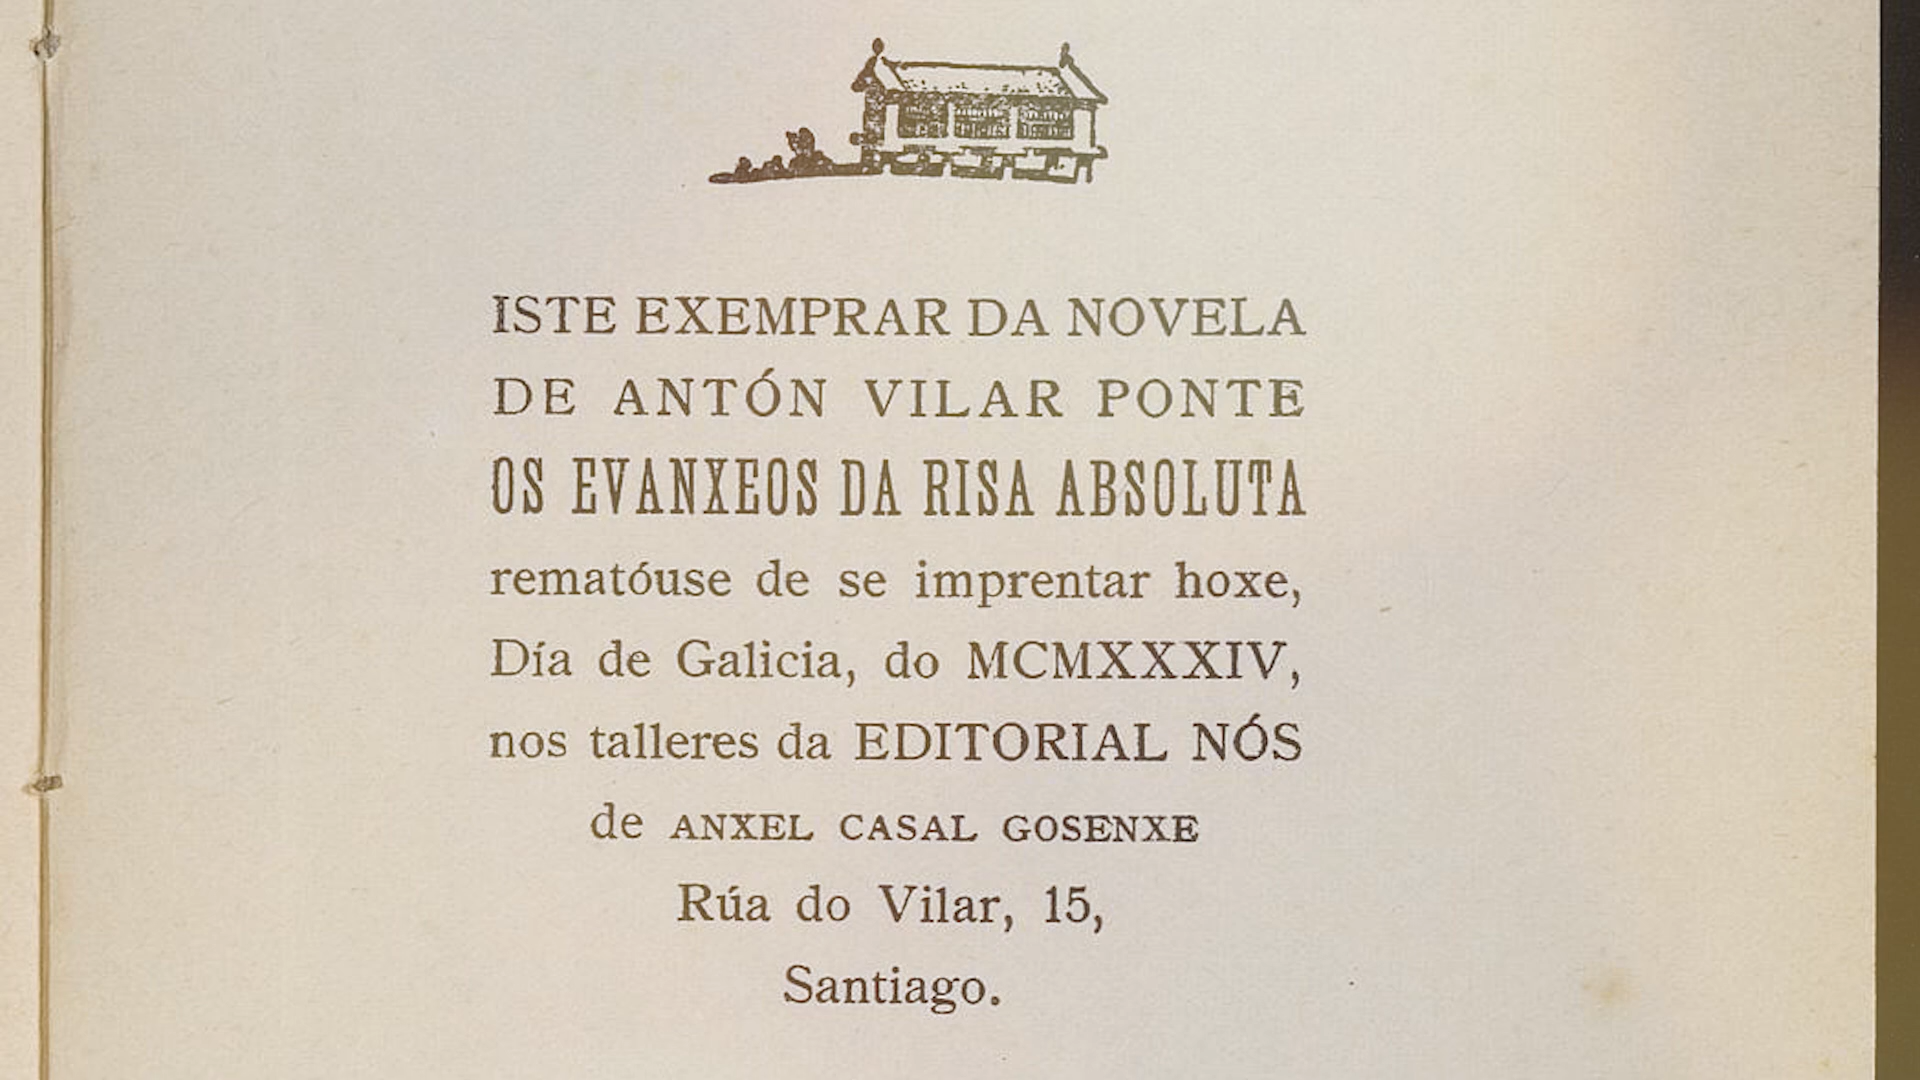 ISTE EXEMPRAR DA NOVELA
DE ANTÓN VILAR PONTE
OS EVANXEOS DA RISA ABSOLUTA
rematóuse de se imprentar hoxe,
Día de Galicia, do MCMXXXIV,
nos talleres da EDITORIAL NÓS
de ANXEL CASAL GOSENXE
Rúa do Vilar, 15,
Santiago.